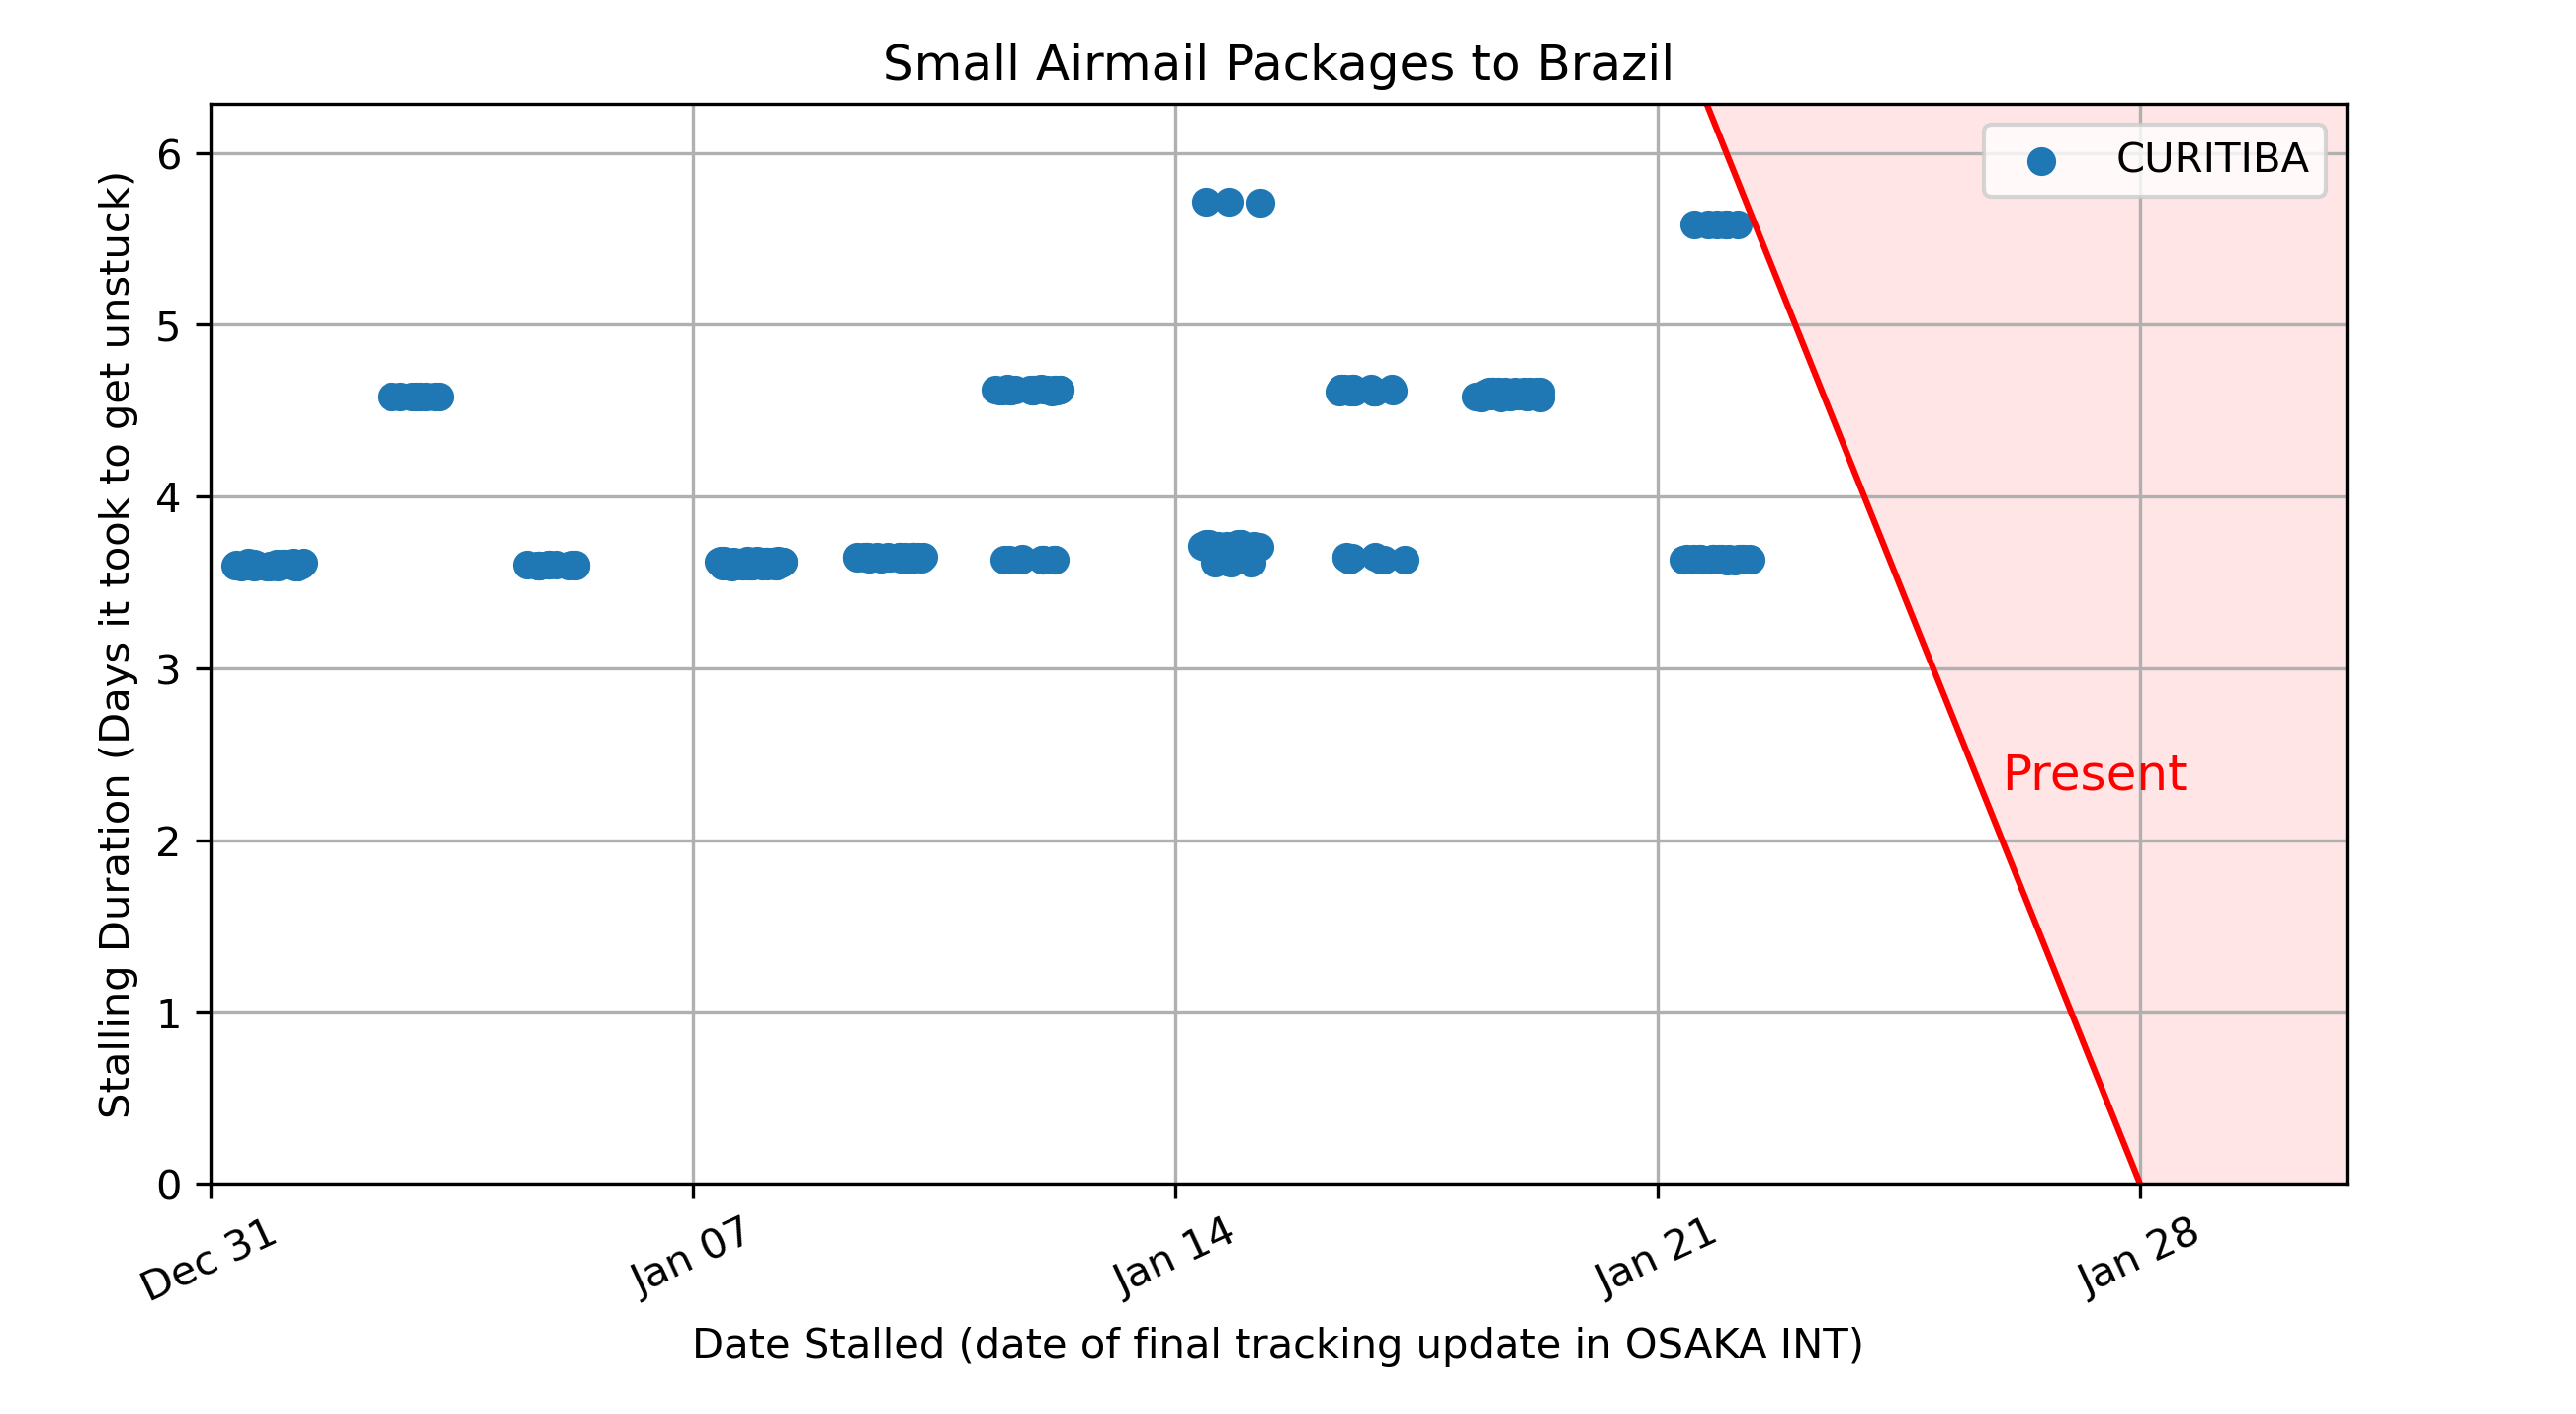 Small Airmail Packages to Brazil
CURITIBA
6
5
4
3
2
1
0
Stalling Duration (Days it took to get unstuck)
Present
Dec 31
Jan 07
Jan 14
Jan 21
Jan 28
Date Stalled (date of final tracking update in OSAKA INT)